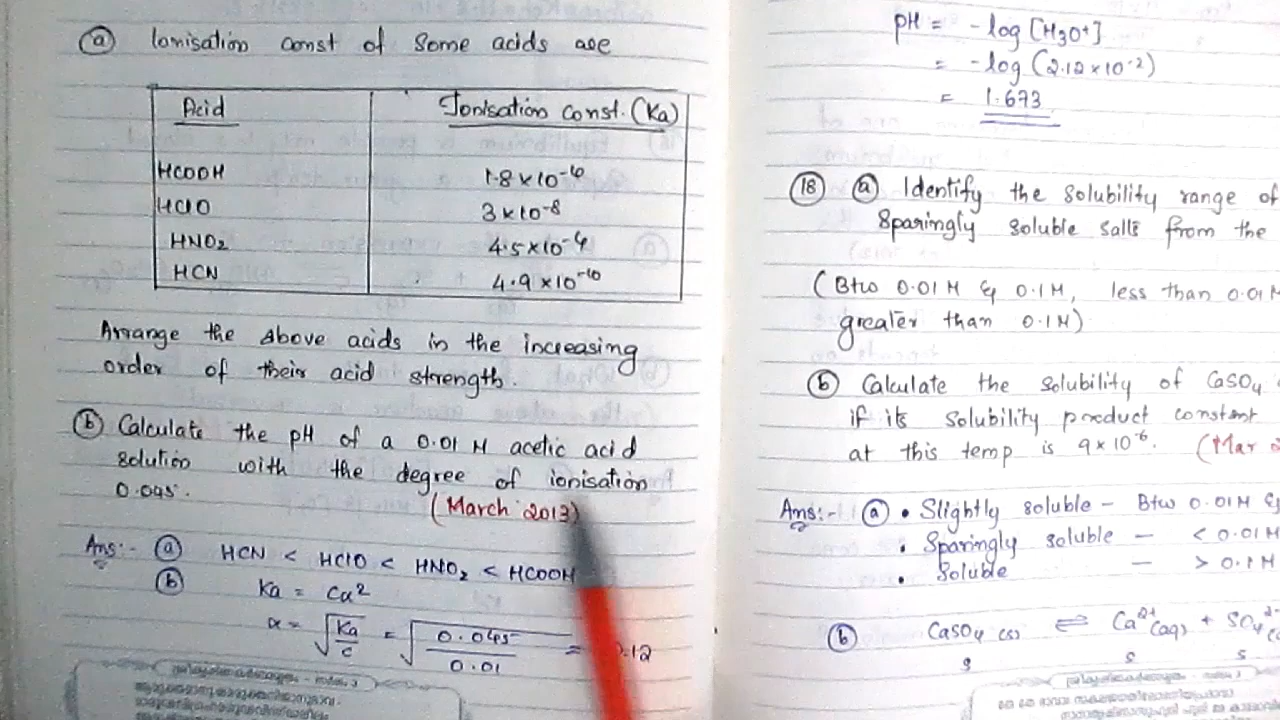 ⓐ Ionisation const of some acids are
Acid Ionisation const. (Ka)
HCOOH 1.8×10⁻⁴
HClO 3×10⁻⁸
HNO₂ 4.5×10⁻⁴
HCN 4.9×10⁻¹⁰
Arrange the above acids in the increasing
order of their acid strength.
ⓑ Calculate the pH of a 0.01 M acetic acid
solution with the degree of ionisation
0.045.
(March 2013)
Ans:- ⓐ HCN < HClO < HNO₂ < HCOOH
ⓑ Ka = Cα²
α = √Ka/c = √0.045/0.01 = .12
pH = -log [H3O+]
= -log (2.12×10⁻²)
= 1.673
⑱ ⓐ Identify the solubility range of
sparingly soluble salts from the
(Btw 0.01 M & 0.1 M, less than 0.01 M
greater than 0.1 M)
ⓑ Calculate the solubility of CaSO₄
if its solubility product constant
at this temp is 9×10⁻⁶. (Mar 2
Ans:- ⓐ • Slightly soluble — Btw 0.01 M &
• Sparingly soluble — < 0.01 M
• Soluble — > 0.1 M
ⓑ CaSO₄ (s) ⇌ Ca²⁺ (aq) + SO₄²⁻
s s s